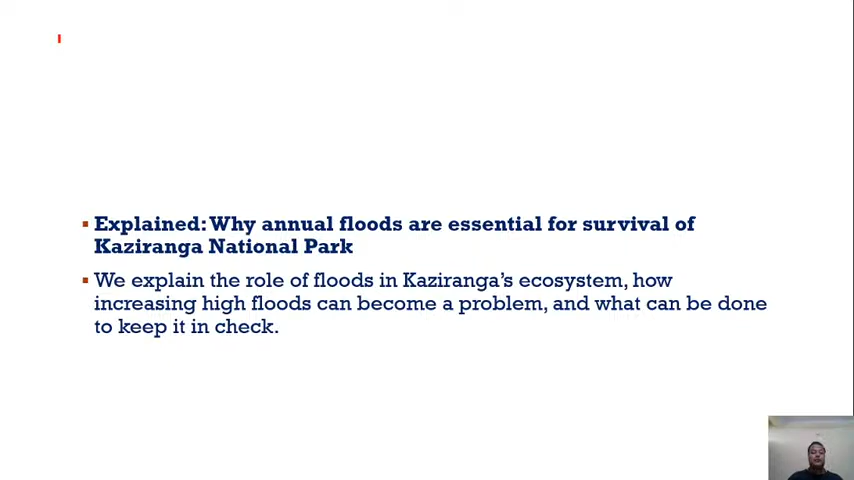 Explained: Why annual floods are essential for survival of
Kaziranga National Park
We explain the role of floods in Kaziranga’s ecosystem, how
increasing high floods can become a problem, and what can be done
to keep it in check.